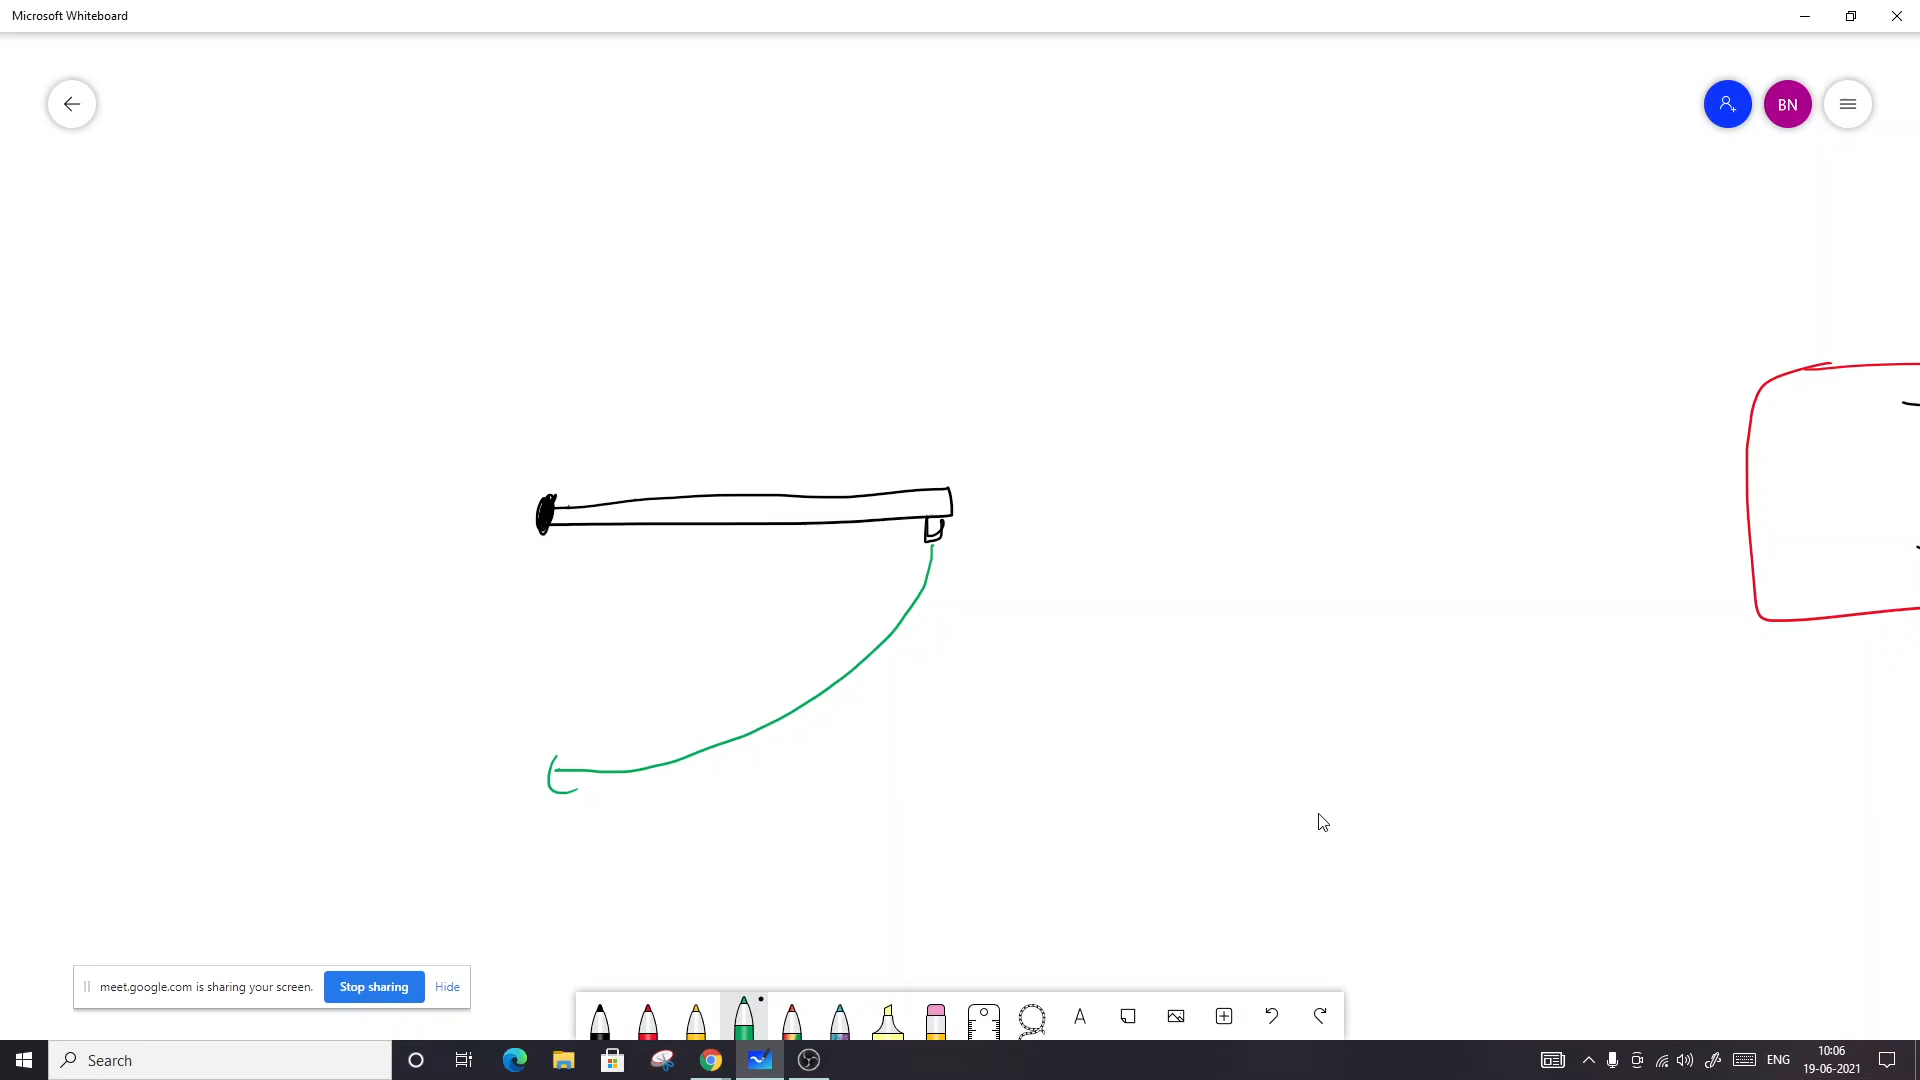 Microsoft Whiteboard
BN
meet.google.com is sharing your screen.
Stop sharing
Hide
A
Search
ENG
10:06
19-06-2021